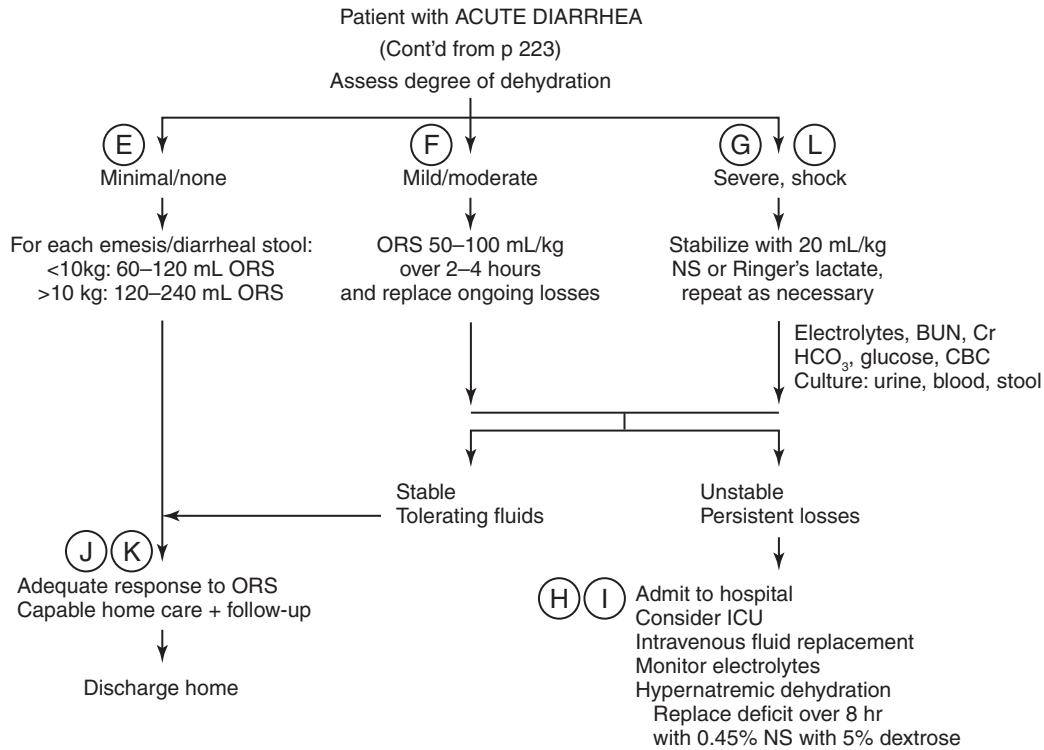 Patient with ACUTE DIARRHEA
(Cont'd from p 223)
Assess degree of dehydration
E
Minimal/none
F
Mild/moderate
G
L
Severe, shock
For each emesis/diarrheal stool:
<10kg: 60–120 mL ORS
>10 kg: 120–240 mL ORS
ORS 50–100 mL/kg
over 2–4 hours
and replace ongoing losses
Stabilize with 20 mL/kg
NS or Ringer's lactate,
repeat as necessary
Electrolytes, BUN, Cr
HCO₃, glucose, CBC
Culture: urine, blood, stool
Stable
Tolerating fluids
Unstable
Persistent losses
J
K
Adequate response to ORS
Capable home care + follow-up
Discharge home
H
I
Admit to hospital
Consider ICU
Intravenous fluid replacement
Monitor electrolytes
Hypernatremic dehydration
Replace deficit over 8 hr
with 0.45% NS with 5% dextrose